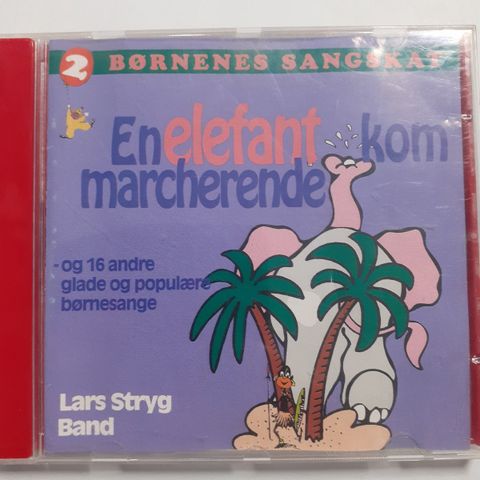 2 BØRNENES SANGSKAT
En elefant kom
marcherende
- og 16 andre
glade og populære
børnesange
Lars Stryg
Band